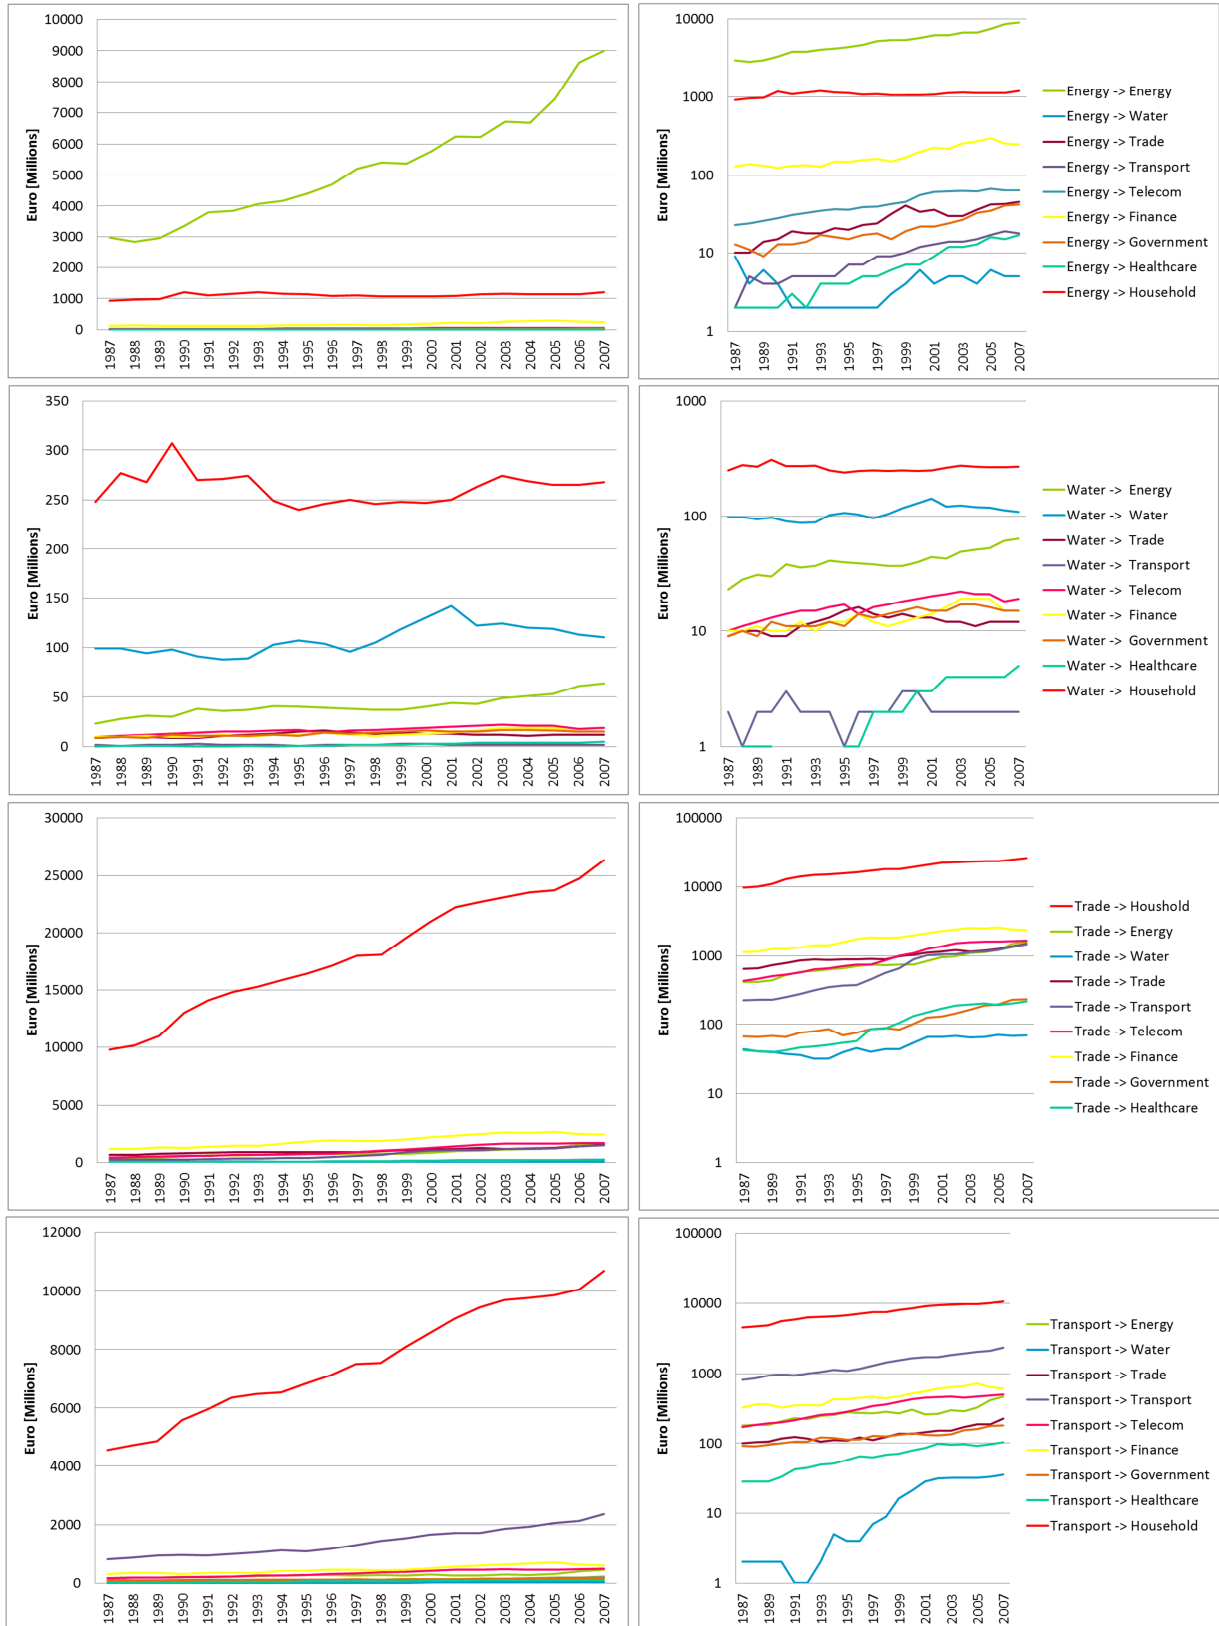 10000
9000
8000
7000
6000
5000
4000
3000
2000
1000
0
Euro [Millions]
1987 1988 1989 1990 1991 1992 1993 1994 1995 1996 1997 1998 1999 2000 2001 2002 2003 2004 2005 2006 2007
10000
1000
100
10
1
Euro [Millions]
1987 1989 1991 1993 1995 1997 1999 2001 2003 2005 2007
Energy -> Energy
Energy -> Water
Energy -> Trade
Energy -> Transport
Energy -> Telecom
Energy -> Finance
Energy -> Government
Energy -> Healthcare
Energy -> Household
350
300
250
200
150
100
50
0
Euro [Millions]
1987 1988 1989 1990 1991 1992 1993 1994 1995 1996 1997 1998 1999 2000 2001 2002 2003 2004 2005 2006 2007
1000
100
10
1
Euro [Millions]
1987 1989 1991 1993 1995 1997 1999 2001 2003 2005 2007
Water -> Energy
Water -> Water
Water -> Trade
Water -> Transport
Water -> Telecom
Water -> Finance
Water -> Government
Water -> Healthcare
Water -> Household
30000
25000
20000
15000
10000
5000
0
Euro [Millions]
1987 1988 1989 1990 1991 1992 1993 1994 1995 1996 1997 1998 1999 2000 2001 2002 2003 2004 2005 2006 2007
100000
10000
1000
100
10
1
Euro [Millions]
1987 1989 1991 1993 1995 1997 1999 2001 2003 2005 2007
Trade -> Houshold
Trade -> Energy
Trade -> Water
Trade -> Trade
Trade -> Transport
Trade -> Telecom
Trade -> Finance
Trade -> Government
Trade -> Healthcare
12000
10000
8000
6000
4000
2000
0
Euro [Millions]
1987 1988 1989 1990 1991 1992 1993 1994 1995 1996 1997 1998 1999 2000 2001 2002 2003 2004 2005 2006 2007
100000
10000
1000
100
10
1
Euro [Millions]
1987 1989 1991 1993 1995 1997 1999 2001 2003 2005 2007
Transport -> Energy
Transport -> Water
Transport -> Trade
Transport -> Transport
Transport -> Telecom
Transport -> Finance
Transport -> Government
Transport -> Healthcare
Transport -> Household